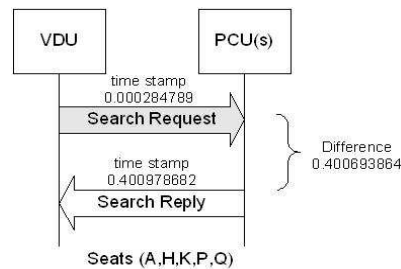 VDU
PCU(s)
time stamp
0.000284789
Search Request
Difference
0.400693864
time stamp
0.400978682
Search Reply
Seats (A,H,K,P,Q)